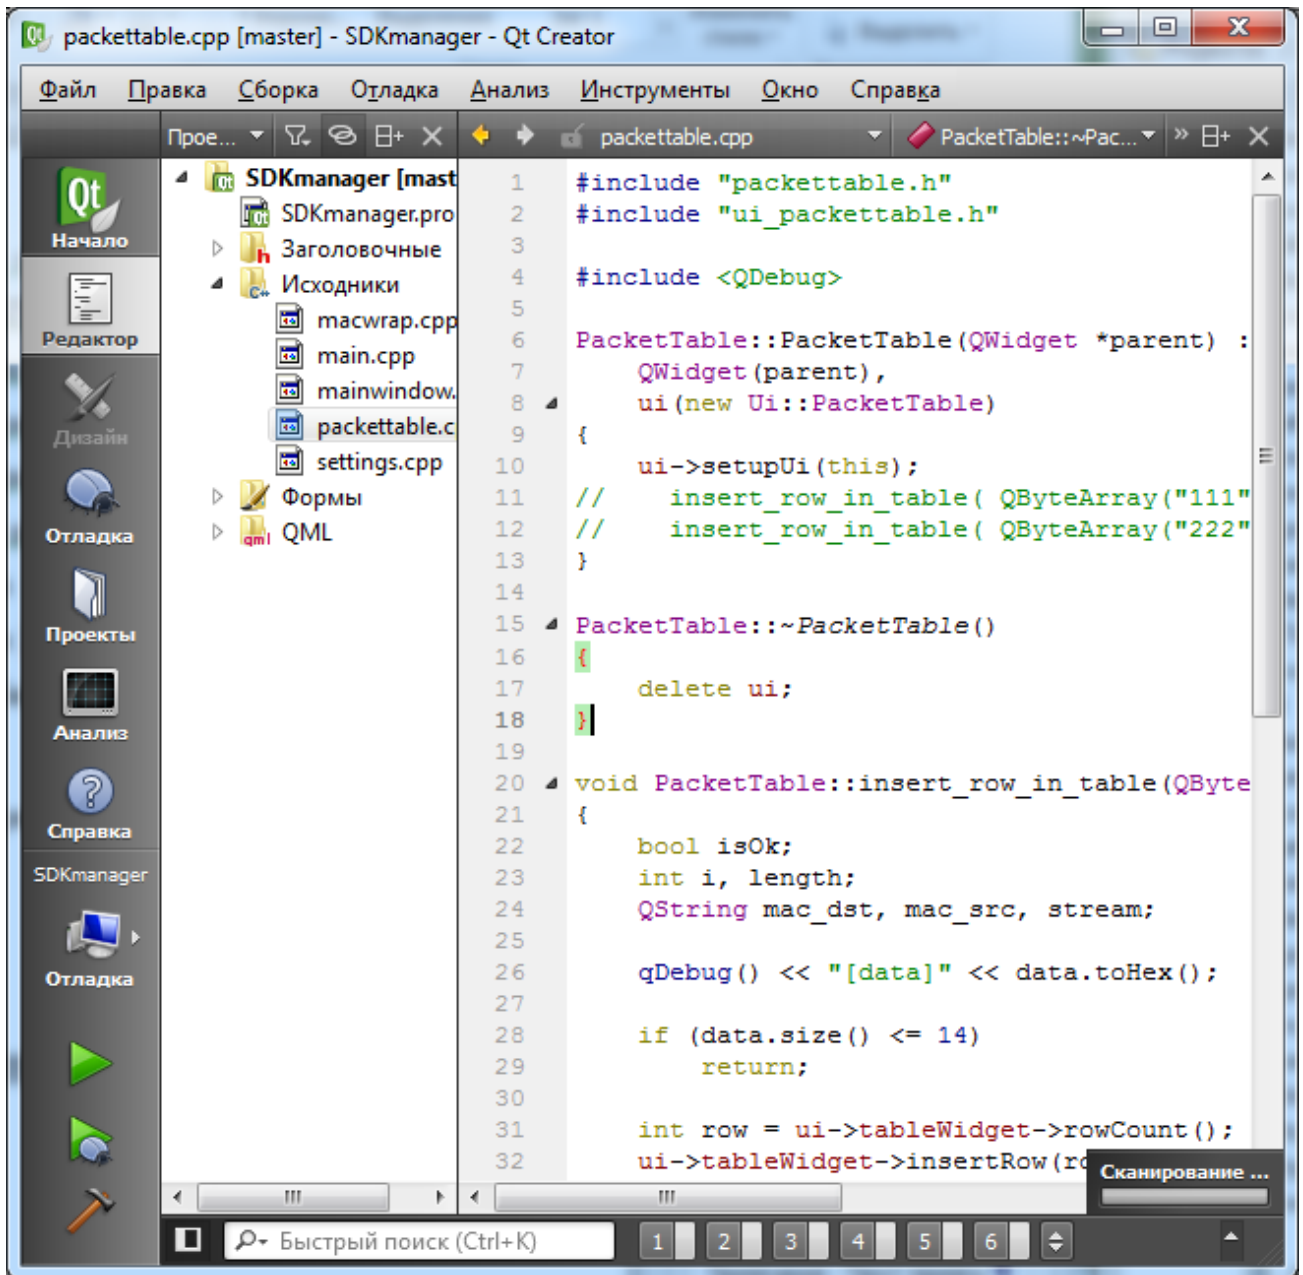 packettable.cpp [master] - SDKmanager - Qt Creator
Файл Правка Сборка Отладка Анализ Инструменты Окно Справка
Прое... packettable.cpp PacketTable::~Pac...
Qt
Начало
Редактор
Дизайн
Отладка
Проекты
Анализ
Справка
SDKmanager
Отладка
SDKmanager [mast
SDKmanager.pro
Заголовочные
Исходники
macwrap.cpp
main.cpp
mainwindow.
packettable.c
settings.cpp
Формы
QML
1 #include "packettable.h"
2 #include "ui_packettable.h"
3
4 #include <QDebug>
5
6 PacketTable::PacketTable(QWidget *parent) :
7     QWidget(parent),
8     ui(new Ui::PacketTable)
9 {
10     ui->setupUi(this);
11 //    insert_row_in_table( QByteArray("111"
12 //    insert_row_in_table( QByteArray("222"
13 }
14
15 PacketTable::~PacketTable()
16 {
17     delete ui;
18 }
19
20 void PacketTable::insert_row_in_table(QByte
21 {
22     bool isOk;
23     int i, length;
24     QString mac_dst, mac_src, stream;
25
26     qDebug() << "[data]" << data.toHex();
27
28     if (data.size() <= 14)
29         return;
30
31     int row = ui->tableWidget->rowCount();
32     ui->tableWidget->insertRow(ro
Сканирование ...
Быстрый поиск (Ctrl+K) 1 2 3 4 5 6